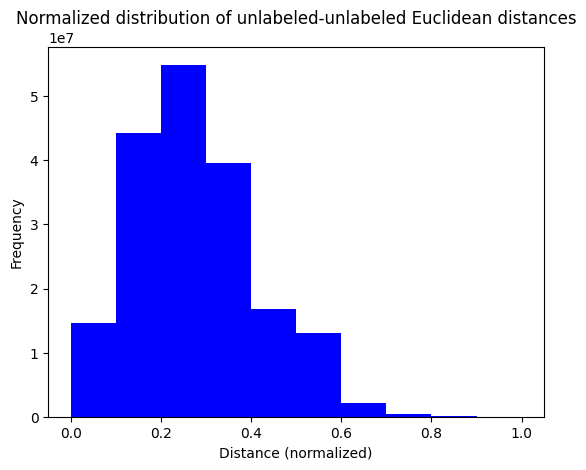 Normalized distribution of unlabeled-unlabeled Euclidean distances
1e7
5
4
3
2
1
0
Frequency
0.0 0.2 0.4 0.6 0.8 1.0
Distance (normalized)